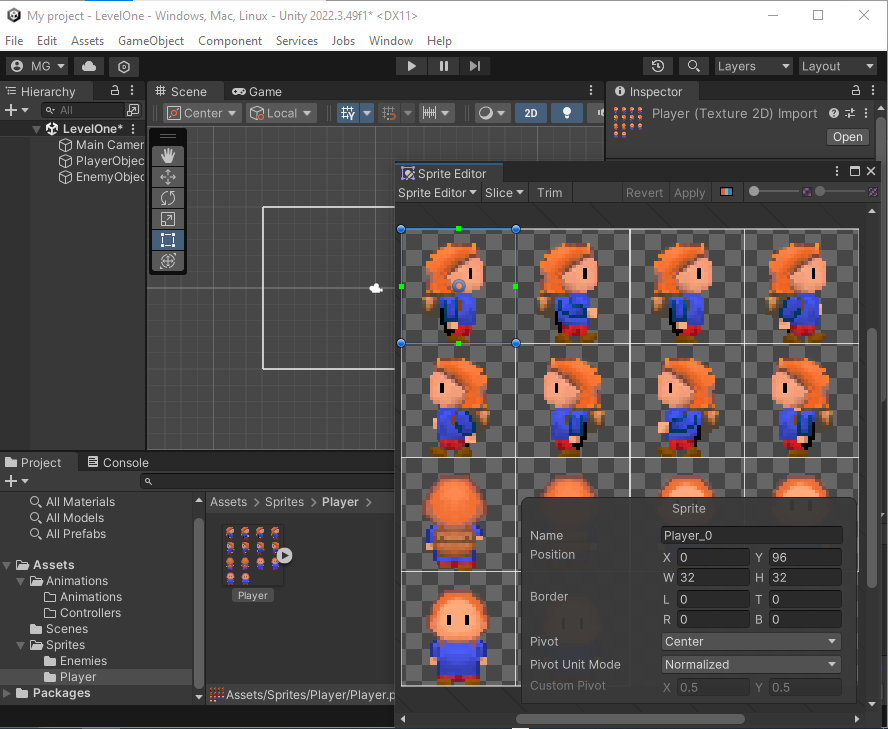 My project - LevelOne - Windows, Mac, Linux - Unity 2022.3.49f1* <DX11>
File Edit Assets GameObject Component Services Jobs Window Help
MG Layers Layout
Hierarchy Scene Game Inspector
All Center Local 2D Player (Texture 2D) Import
Open
LevelOne*
Main Camer
PlayerObjec
EnemyObjec
Sprite Editor
Sprite Editor Slice Trim Revert Apply
Project Console
All Materials
All Models
All Prefabs
Assets
Animations
Animations
Controllers
Scenes
Sprites
Enemies
Player
Packages
Assets > Sprites > Player >
Player
Assets/Sprites/Player/Player.p
Sprite
Name Player_0
Position X 0 Y 96
W 32 H 32
Border L 0 T 0
R 0 B 0
Pivot Center
Pivot Unit Mode Normalized
Custom Pivot X 0.5 Y 0.5